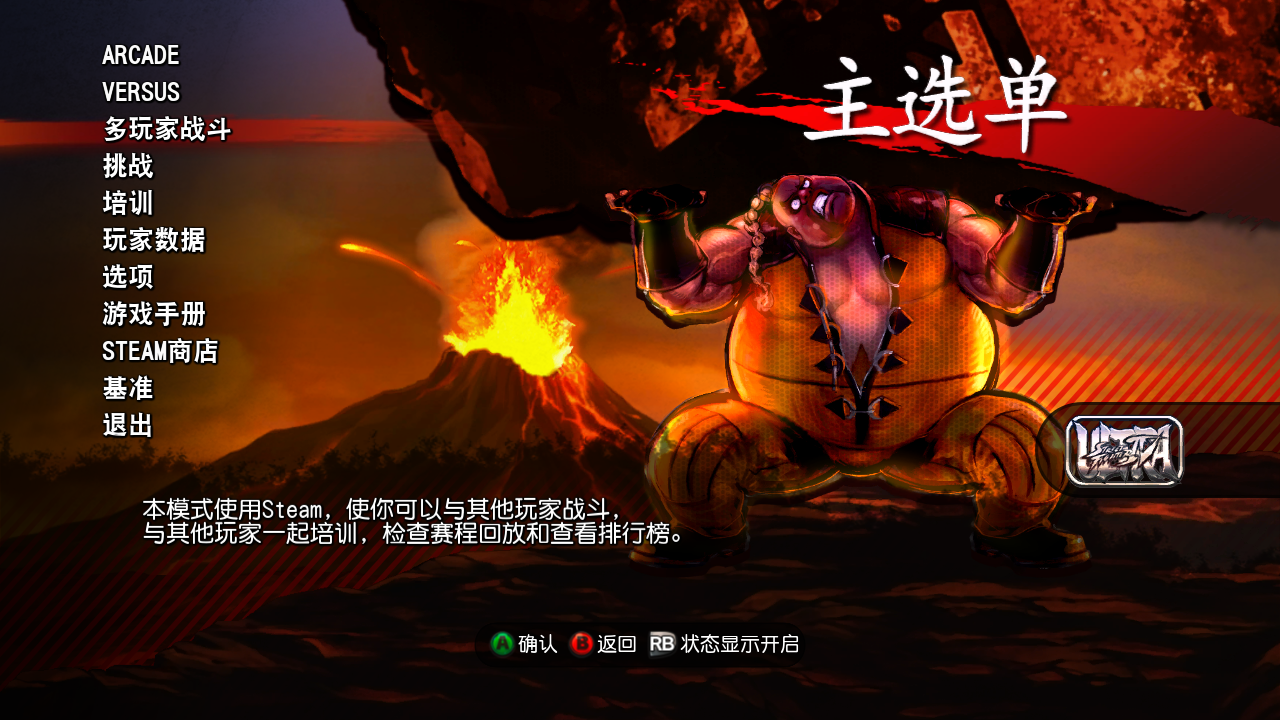 主选单
ARCADE
VERSUS
多玩家战斗
挑战
培训
玩家数据
选项
游戏手册
STEAM商店
基准
退出
ULTRA
STREET FIGHTER IV
本模式使用Steam，使你可以与其他玩家战斗，
与其他玩家一起培训，检查赛程回放和查看排行榜。
A 确认 B 返回 RB 状态显示开启